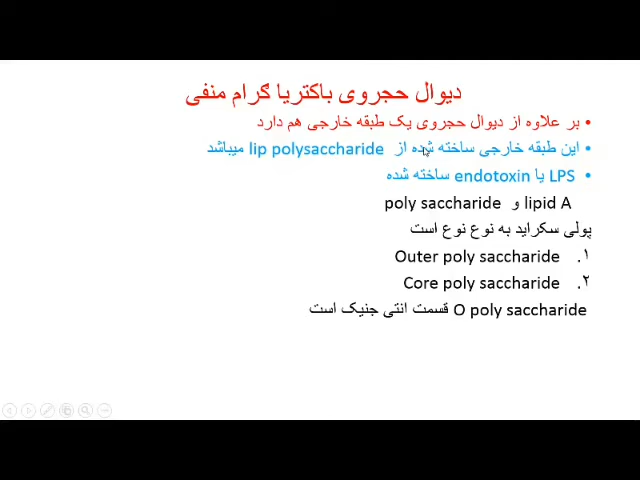 دیوال حجروی باکتریا ګرام منفی
• بر علاوه از دیوال حجروی یک طبقه خارجی هم دارد
• این طبقه خارجی ساخته شده از lip polysaccharide میباشد
• LPS یا endotoxin ساخته شده
lipid A و poly saccharide
پولی سکراید به نوع نوع است
۱. Outer poly saccharide
۲. Core poly saccharide
O poly saccharide قسمت انتی جنیک است